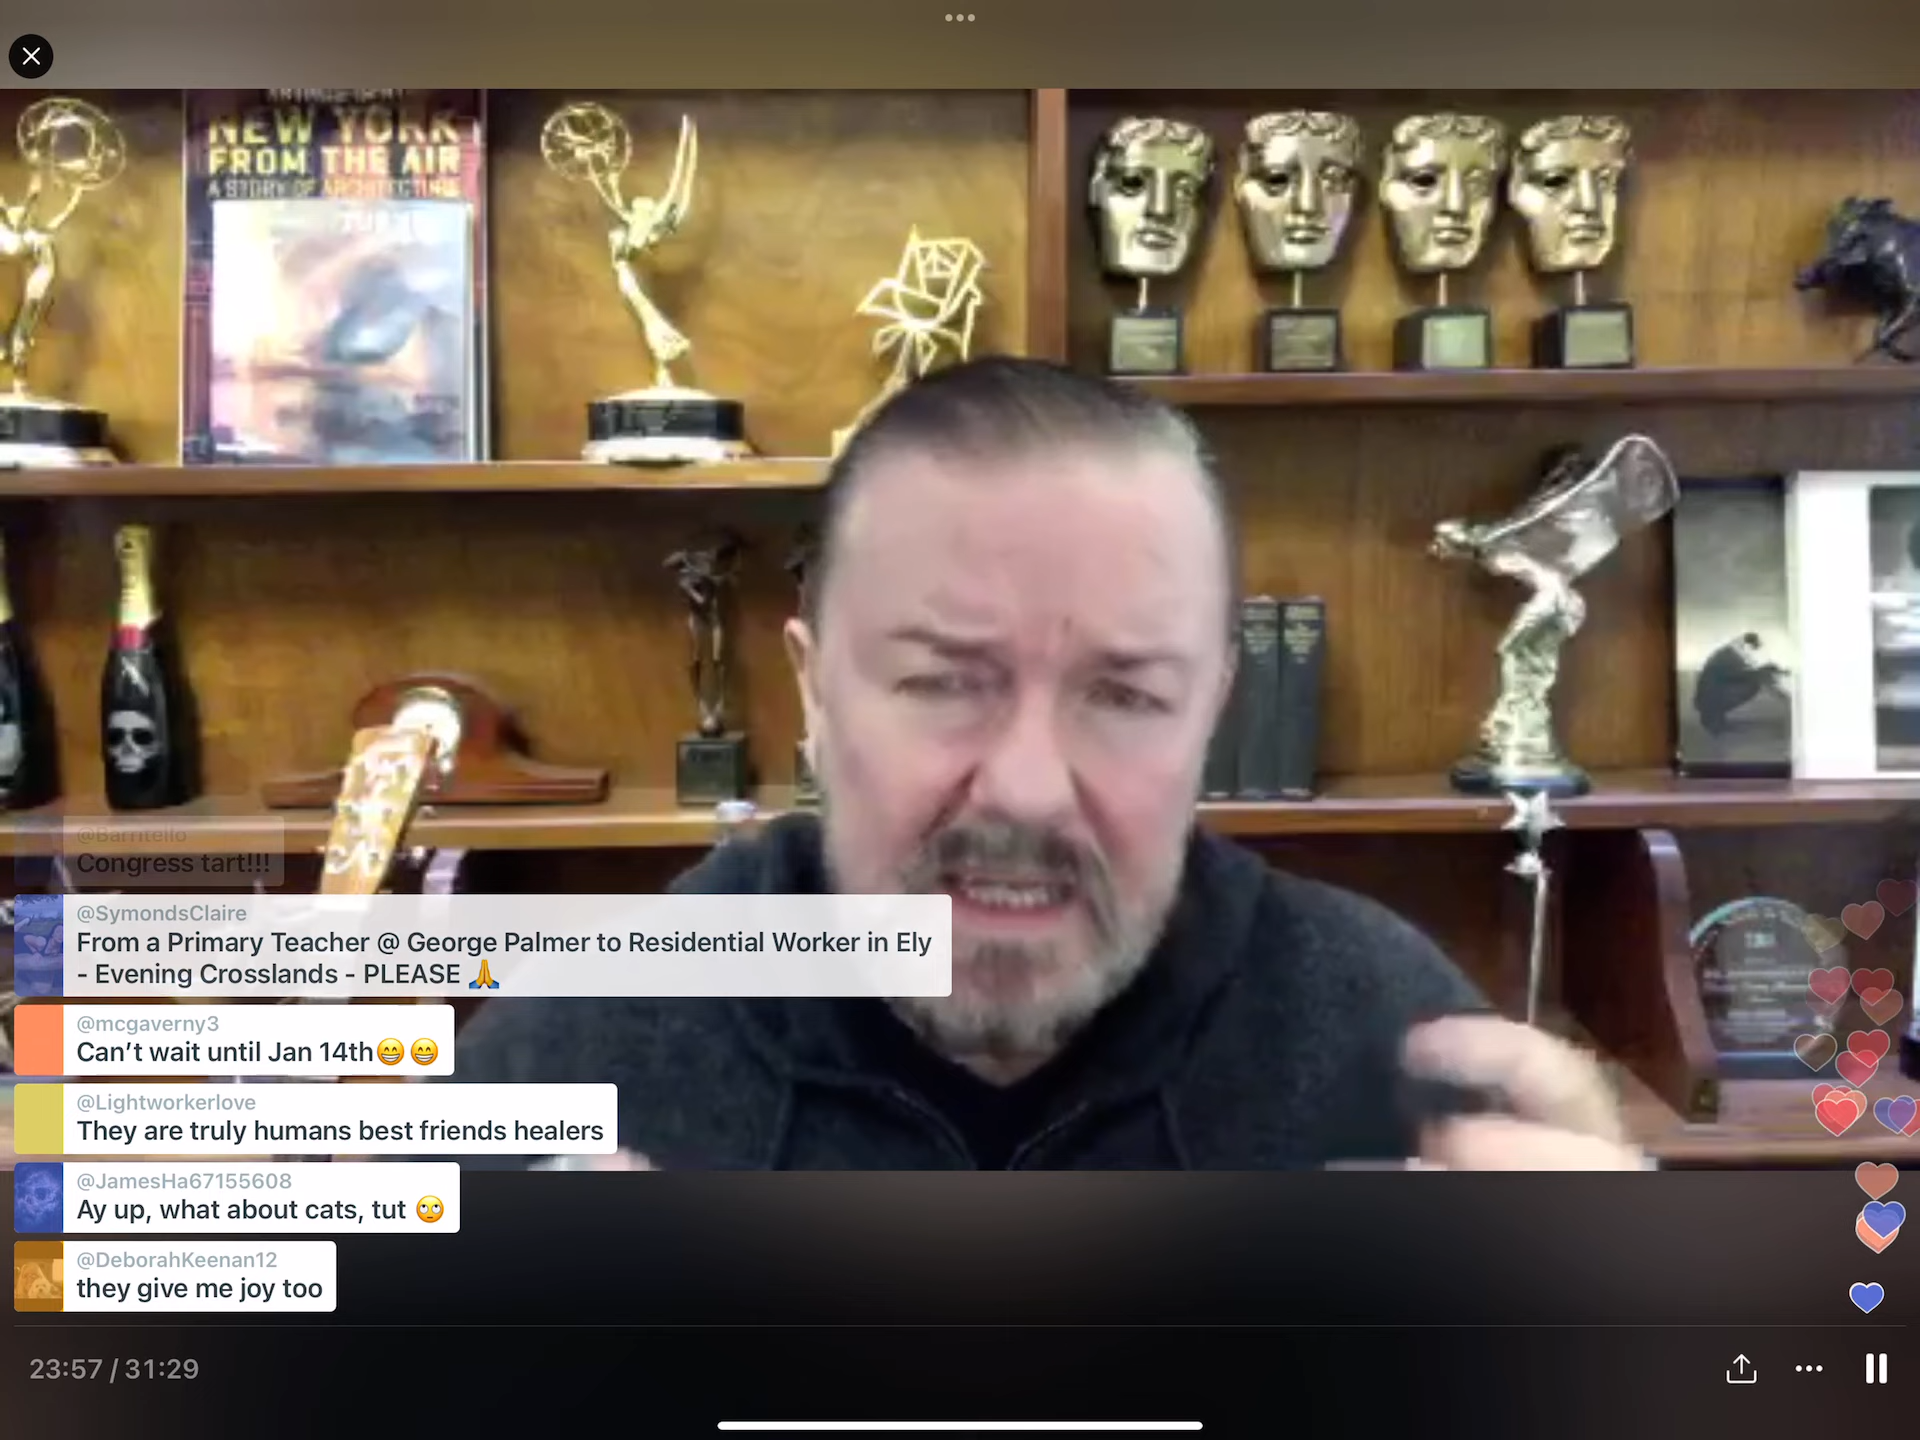 NEW YORK
FROM THE AIR
A STORY OF ARCHITECTURE
@Barritello
Congress tart!!!
@SymondsClaire
From a Primary Teacher @ George Palmer to Residential Worker in Ely
- Evening Crosslands - PLEASE 🙏
@mcgaverny3
Can’t wait until Jan 14th😁😁
@Lightworkerlove
They are truly humans best friends healers
@JamesHa67155608
Ay up, what about cats, tut 🙄
@DeborahKeenan12
they give me joy too
23:57 / 31:29